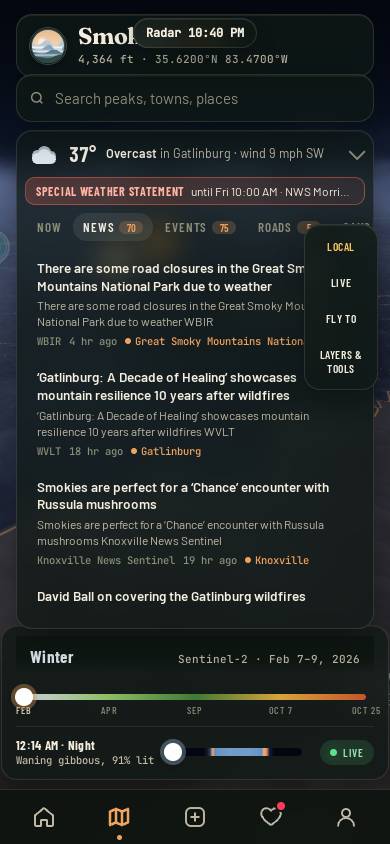 Smo
Radar 10:40 PM
4,364 ft · 35.6200°N 83.4700°W
Search peaks, towns, places
37° Overcast in Gatlinburg · wind 9 mph SW
SPECIAL WEATHER STATEMENT until Fri 10:00 AM · NWS Morri…
NOW NEWS 70 EVENTS 75 ROADS
LOCAL
LIVE
FLY TO
LAYERS &
TOOLS
There are some road closures in the Great Sm
Mountains National Park due to weather
There are some road closures in the Great Smoky Mou
National Park due to weather WBIR
WBIR 4 hr ago Great Smoky Mountains Nation
‘Gatlinburg: A Decade of Healing’ showcases
mountain resilience 10 years after wildfires
‘Gatlinburg: A Decade of Healing’ showcases mountain
resilience 10 years after wildfires WVLT
WVLT 18 hr ago Gatlinburg
Smokies are perfect for a ‘Chance’ encounter with
Russula mushrooms
Smokies are perfect for a ‘Chance’ encounter with Russula
mushrooms Knoxville News Sentinel
Knoxville News Sentinel 19 hr ago Knoxville
David Ball on covering the Gatlinburg wildfires
Winter Sentinel-2 · Feb 7–9, 2026
FEB APR SEP OCT 7 OCT 25
12:14 AM · Night
Waning gibbous, 91% lit
LIVE